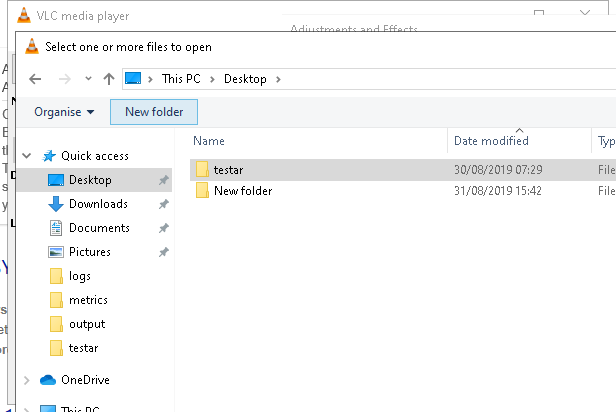 VLC media player
Adjustments and Effects
Select one or more files to open
This PC
Desktop
Organise
New folder
Name
Date modified
Quick access
Desktop
Downloads
Documents
Pictures
logs
metrics
output
testar
OneDrive
This PC
testar 30/08/2019 07:29 File
New folder 31/08/2019 15:42 File